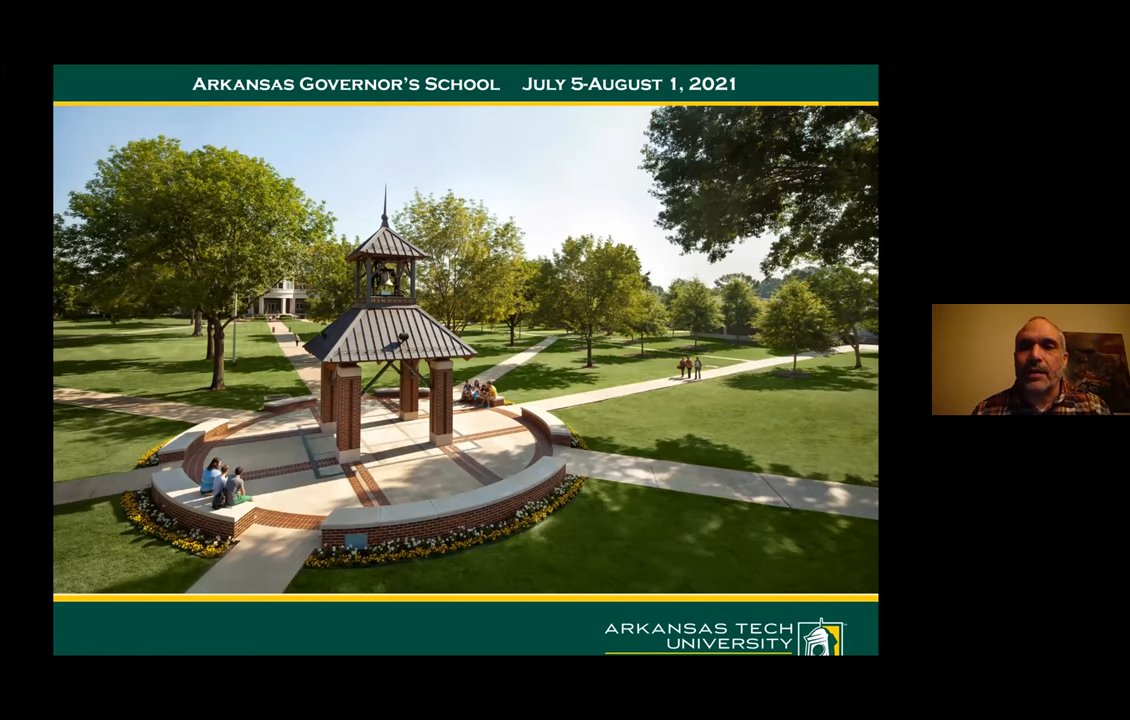 ARKANSAS GOVERNOR'S SCHOOL JULY 5-AUGUST 1, 2021
ARKANSAS TECH
UNIVERSITY